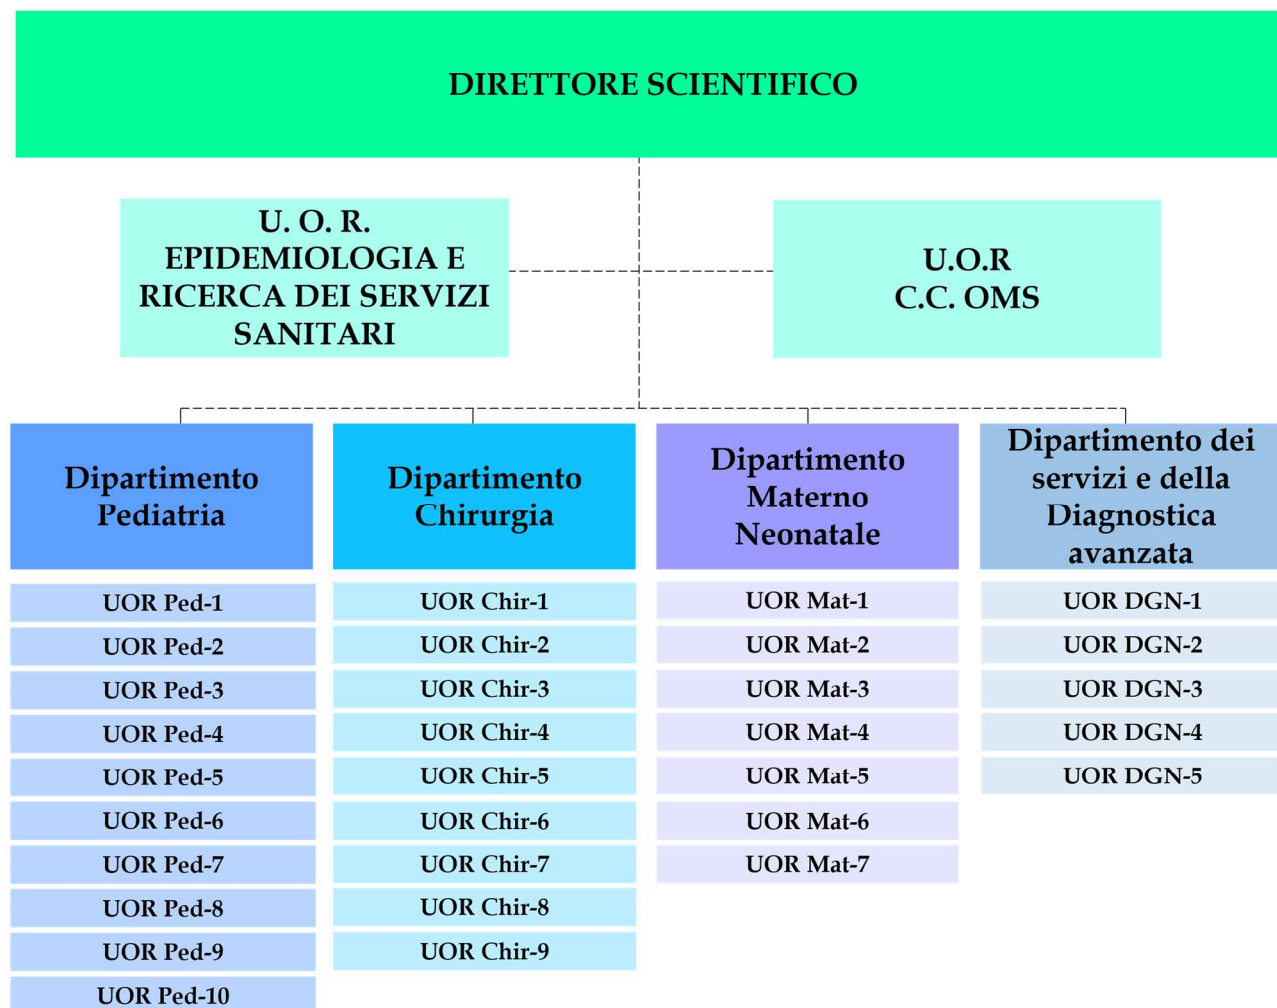 DIRETTORE SCIENTIFICO
U. O. R.
EPIDEMIOLOGIA E
RICERCA DEI SERVIZI
SANITARI
U.O.R
C.C. OMS
Dipartimento
Pediatria
UOR Ped-1
UOR Ped-2
UOR Ped-3
UOR Ped-4
UOR Ped-5
UOR Ped-6
UOR Ped-7
UOR Ped-8
UOR Ped-9
UOR Ped-10
Dipartimento
Chirurgia
UOR Chir-1
UOR Chir-2
UOR Chir-3
UOR Chir-4
UOR Chir-5
UOR Chir-6
UOR Chir-7
UOR Chir-8
UOR Chir-9
Dipartimento
Materno
Neonatale
UOR Mat-1
UOR Mat-2
UOR Mat-3
UOR Mat-4
UOR Mat-5
UOR Mat-6
UOR Mat-7
Dipartimento dei
servizi e della
Diagnostica
avanzata
UOR DGN-1
UOR DGN-2
UOR DGN-3
UOR DGN-4
UOR DGN-5